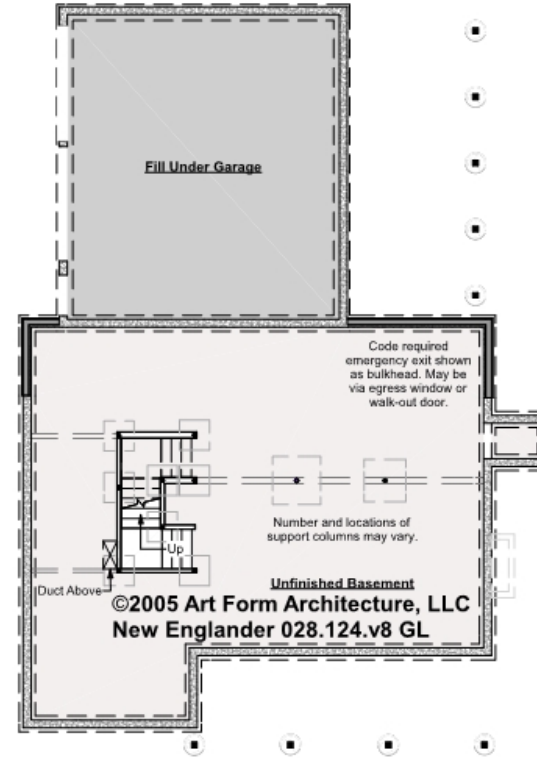 Fill Under Garage
Code required
emergency exit shown
as bulkhead. May be
via egress window or
walk-out door.
Number and locations of
support columns may vary.
Up
Duct Above
Unfinished Basement
©2005 Art Form Architecture, LLC
New Englander 028.124.v8 GL